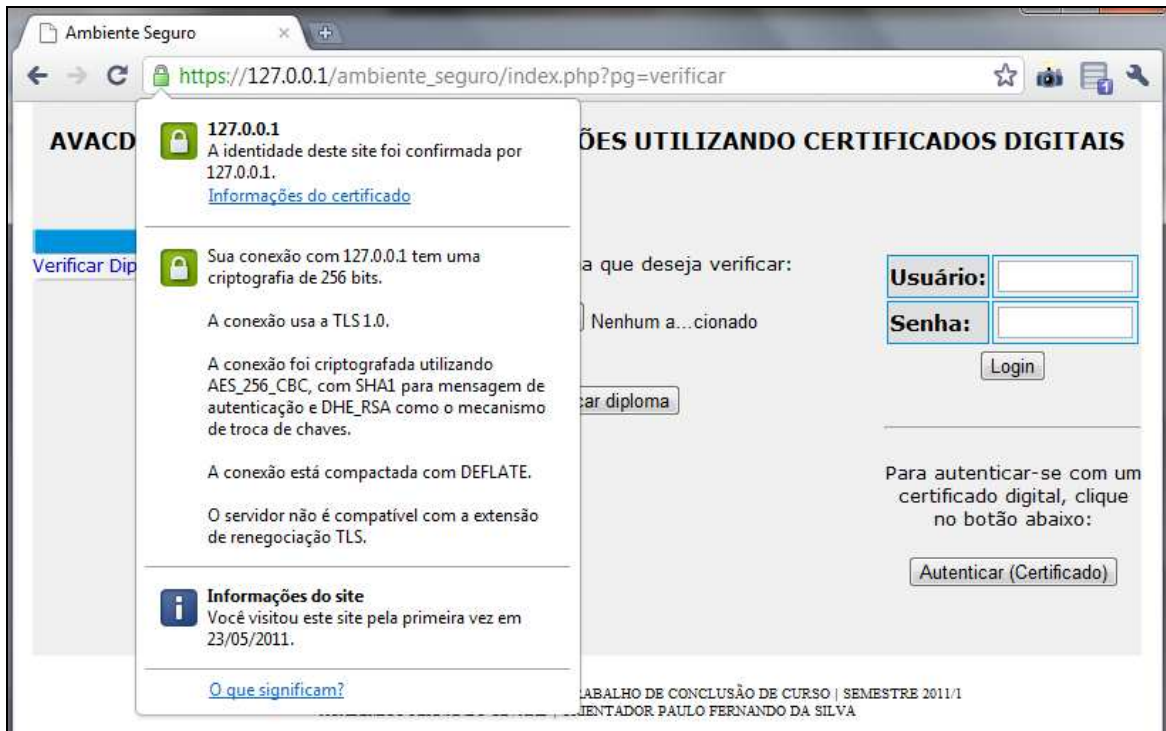 Ambiente Seguro
https://127.0.0.1/ambiente_seguro/index.php?pg=verificar
AVACD
ÕES UTILIZANDO CERTIFICADOS DIGITAIS
127.0.0.1
A identidade deste site foi confirmada por
127.0.0.1.
Informações do certificado
Sua conexão com 127.0.0.1 tem uma
criptografia de 256 bits.
A conexão usa a TLS 1.0.
A conexão foi criptografada utilizando
AES_256_CBC, com SHA1 para mensagem de
autenticação e DHE_RSA como o mecanismo
de troca de chaves.
A conexão está compactada com DEFLATE.
O servidor não é compatível com a extensão
de renegociação TLS.
Informações do site
Você visitou este site pela primeira vez em
23/05/2011.
O que significam?
Verificar Dip
a que deseja verificar:
Nenhum a...cionado
car diploma
Usuário:
Senha:
Login
Para autenticar-se com um
certificado digital, clique
no botão abaixo:
Autenticar (Certificado)
ABALHO DE CONCLUSÃO DE CURSO | SEMESTRE 2011/1
IENTADOR PAULO FERNANDO DA SILVA